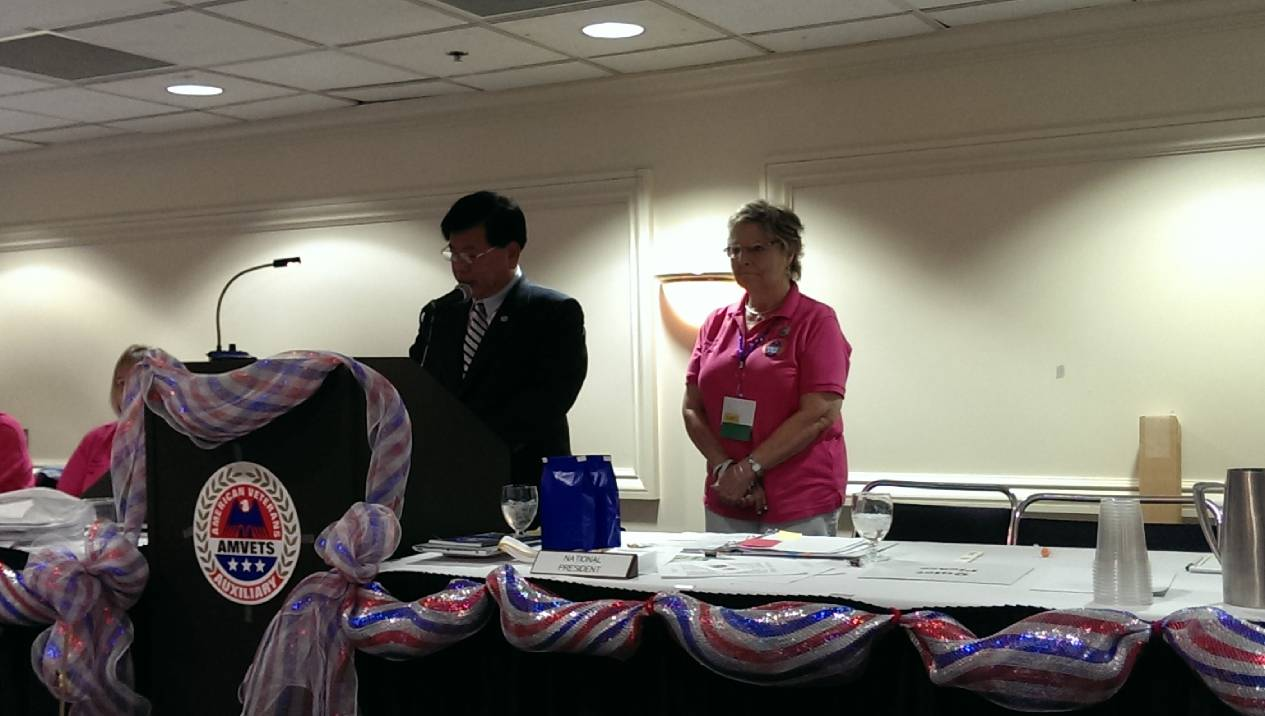 AMERICAN VETERANS
AMVETS
AUXILIARY
NATIONAL
PRESIDENT